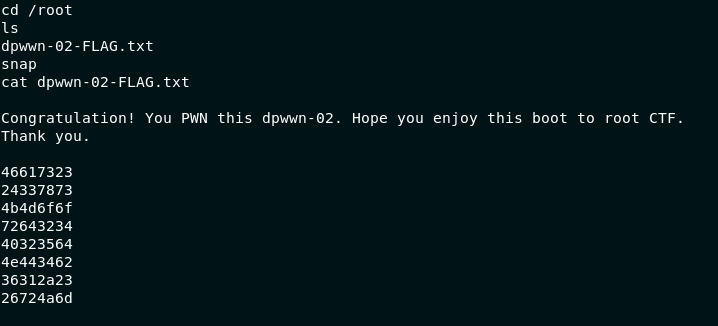 cd /root
ls
dpwwn-02-FLAG.txt
snap
cat dpwwn-02-FLAG.txt
Congratulation! You PWN this dpwwn-02. Hope you enjoy this boot to root CTF.
Thank you.
46617323
24337873
4b4d6f6f
72643234
40323564
4e443462
36312a23
26724a6d